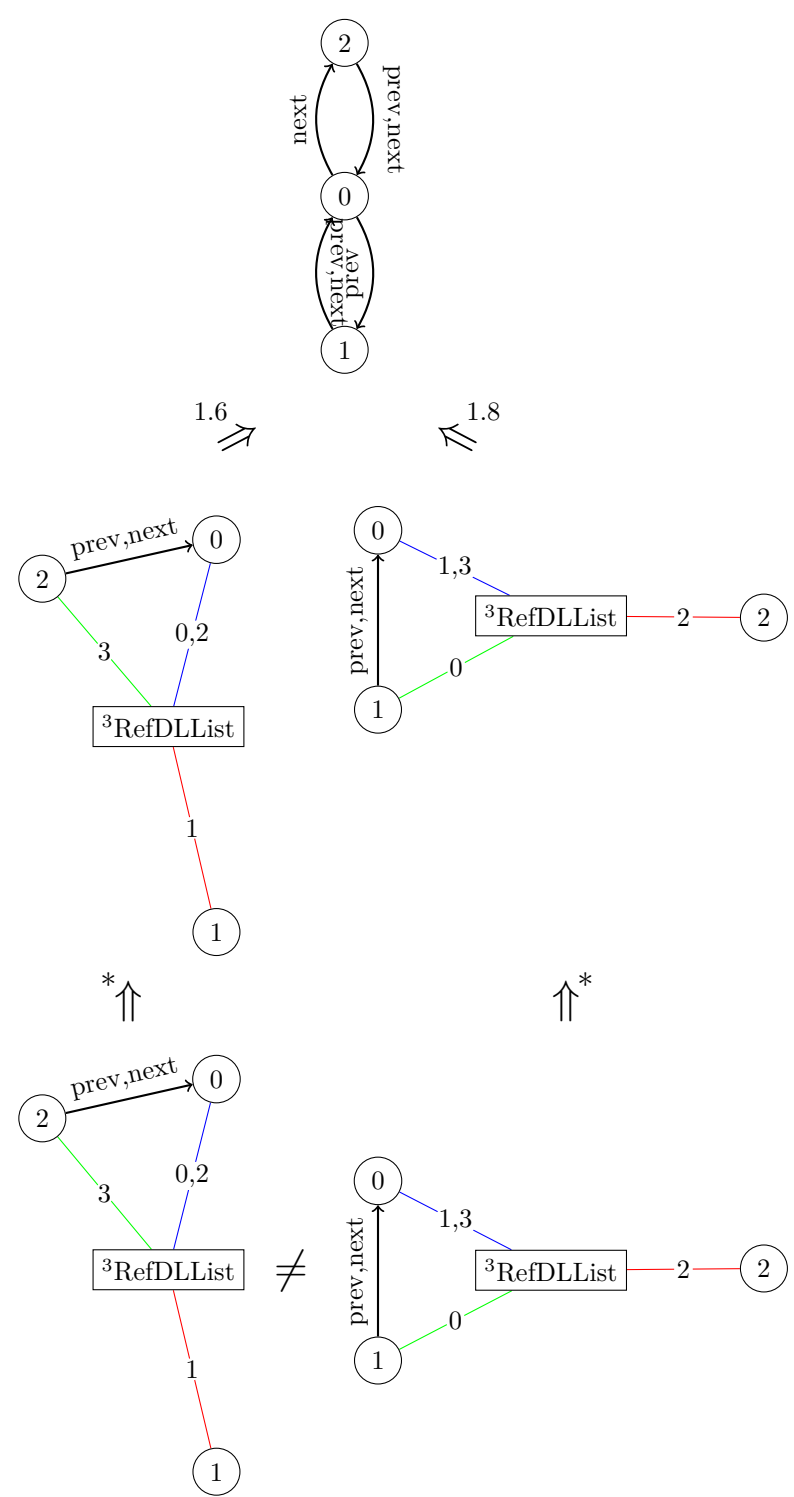 2
next
prev,next
0
prev,next
prev
1
1.6
1.8
prev,next
0
2
3
0,2
³RefDLList
1
1
0
1,3
prev,next
³RefDLList
2
2
0
1
*
*
prev,next
0
2
3
0,2
³RefDLList
1
1
≠
0
1,3
prev,next
³RefDLList
2
2
0
1